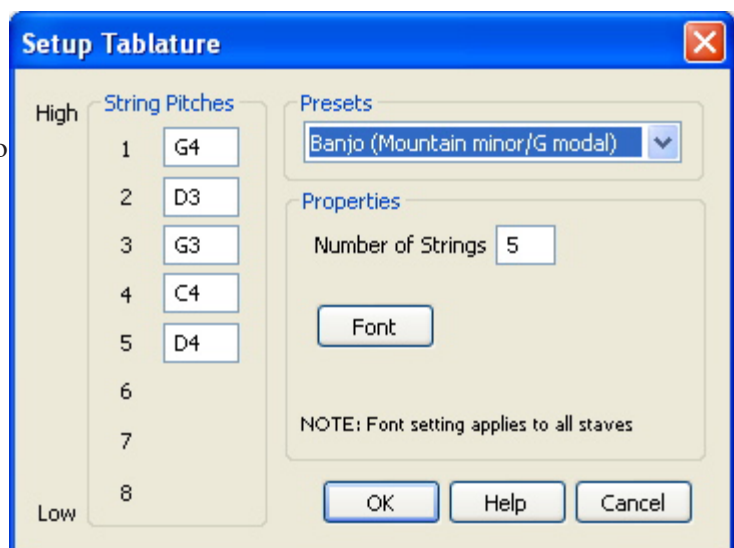 Setup Tablature
High
String Pitches
1 G4
2 D3
3 G3
4 C4
5 D4
6
7
8
Low
Presets
Banjo (Mountain minor/G modal)
Properties
Number of Strings 5
Font
NOTE: Font setting applies to all staves
OK Help Cancel